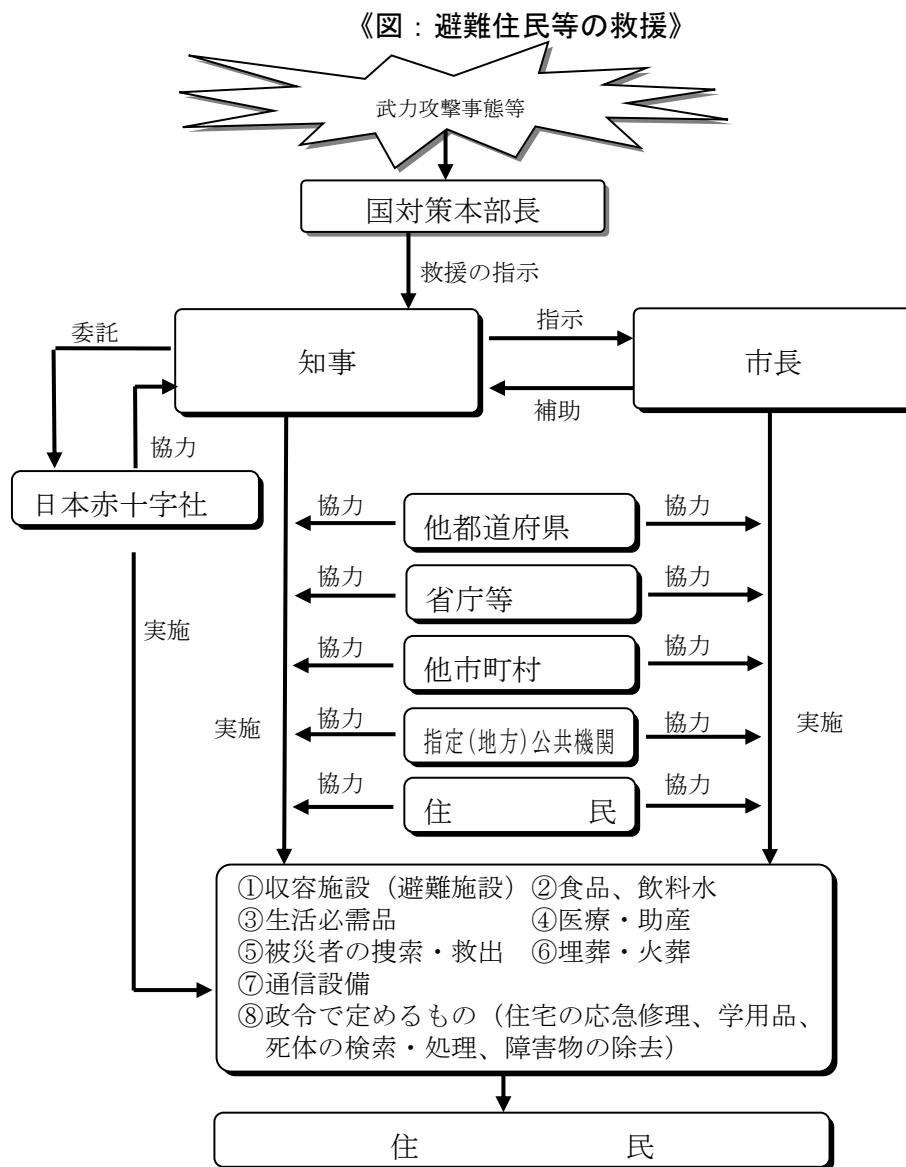 《図：避難住民等の救援》
武力攻撃事態等
国対策本部長
救援の指示
委託
知事
指示
市長
補助
協力
日本赤十字社
協力
他都道府県
協力
協力
省庁等
協力
実施
協力
他市町村
協力
実施
協力
指定(地方)公共機関
協力
実施
協力
住　　　　民
協力
①収容施設（避難施設）②食品、飲料水
③生活必需品　④医療・助産
⑤被災者の捜索・救出　⑥埋葬・火葬
⑦通信設備
⑧政令で定めるもの（住宅の応急修理、学用品、
死体の検索・処理、障害物の除去）
住　　　　民